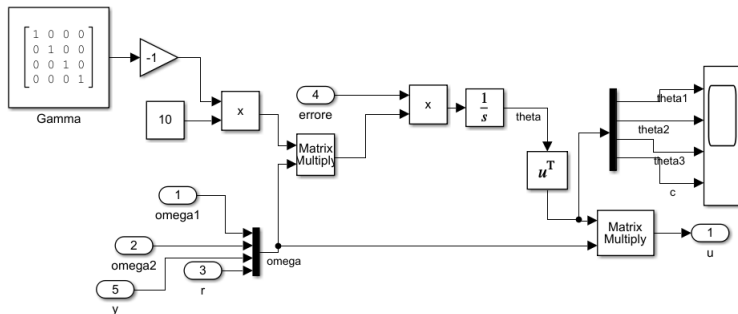 1 0 0 0
0 1 0 0
0 0 1 0
0 0 0 1
Gamma
-1
10
x
4
errore
x
1
s
theta
Matrix
Multiply
u^T
theta1
theta2
theta3
c
1
omega1
2
omega2
3
r
5
y
omega
Matrix
Multiply
1
u